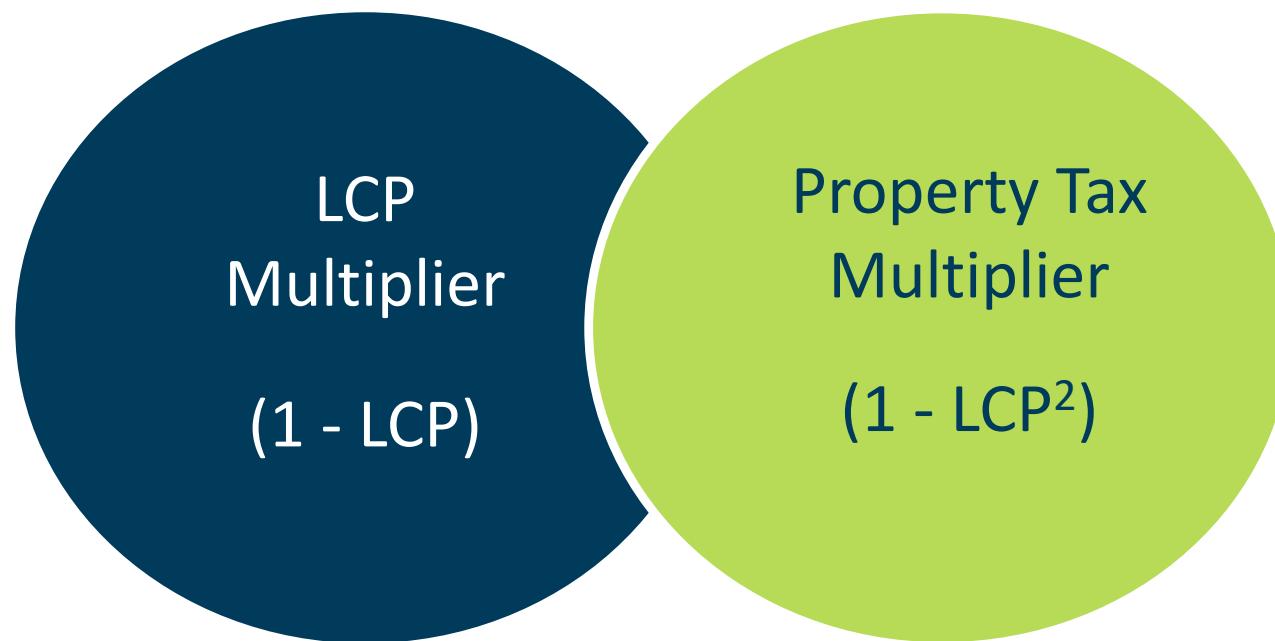 LCP
Multiplier
(1 - LCP)
Property Tax
Multiplier
(1 - LCP²)